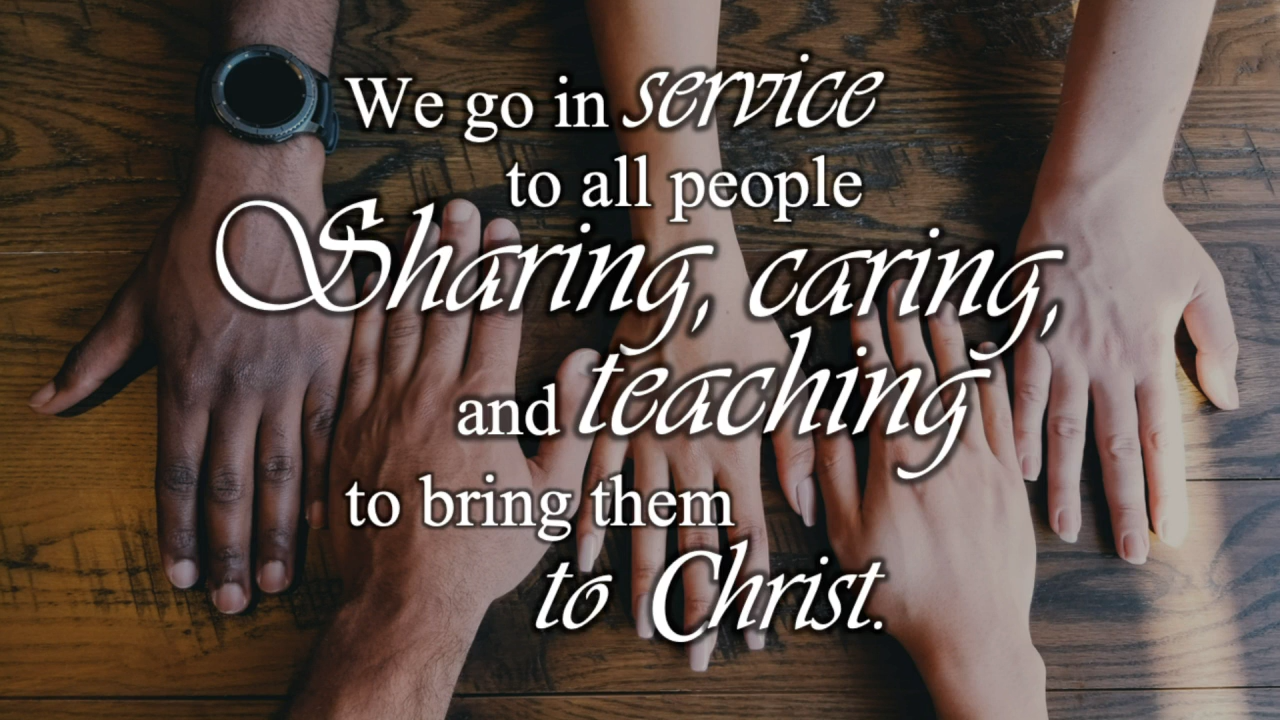 We go in service
to all people
Sharing, caring,
and teaching
to bring them
to Christ.